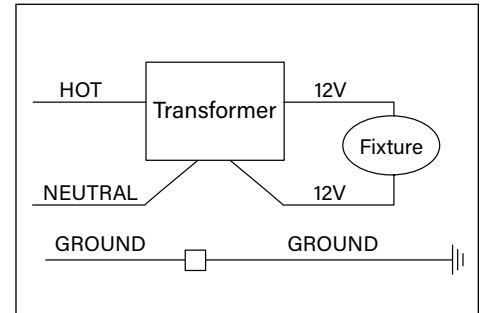 HOT
12V
Transformer
Fixture
NEUTRAL
12V
GROUND
GROUND